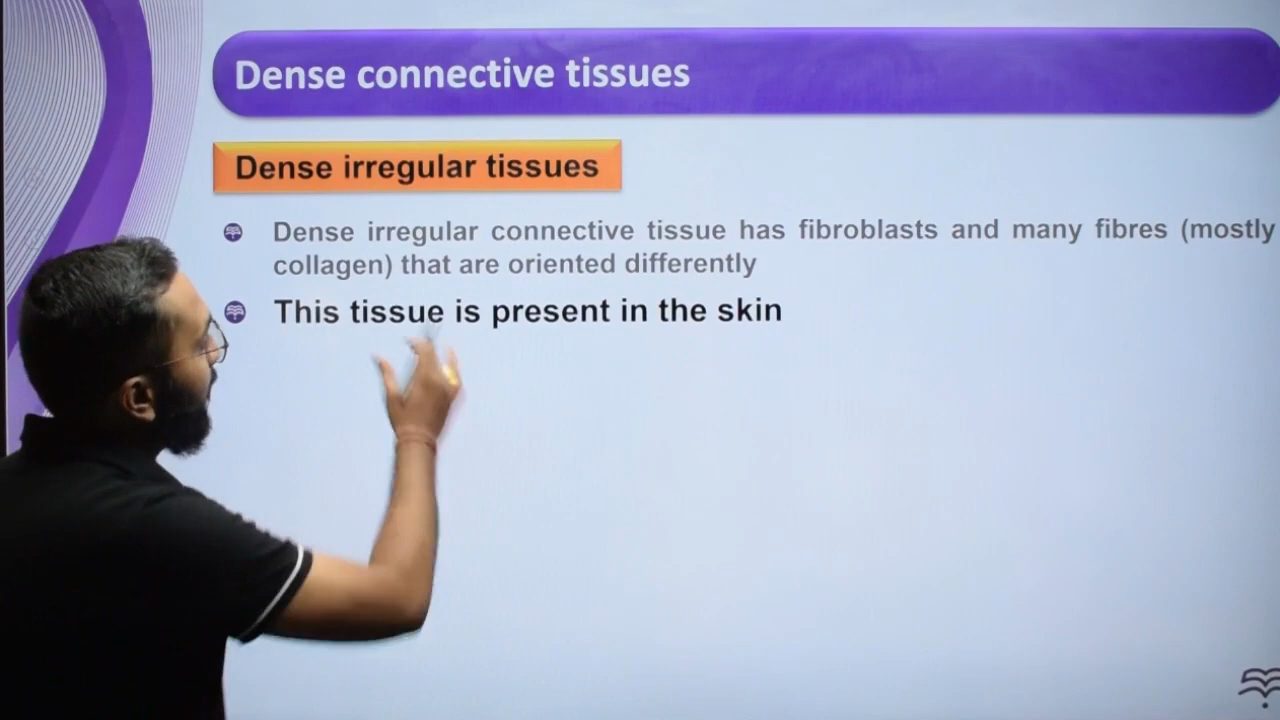 Dense connective tissues
Dense irregular tissues
Dense irregular connective tissue has fibroblasts and many fibres (mostly
collagen) that are oriented differently
This tissue is present in the skin